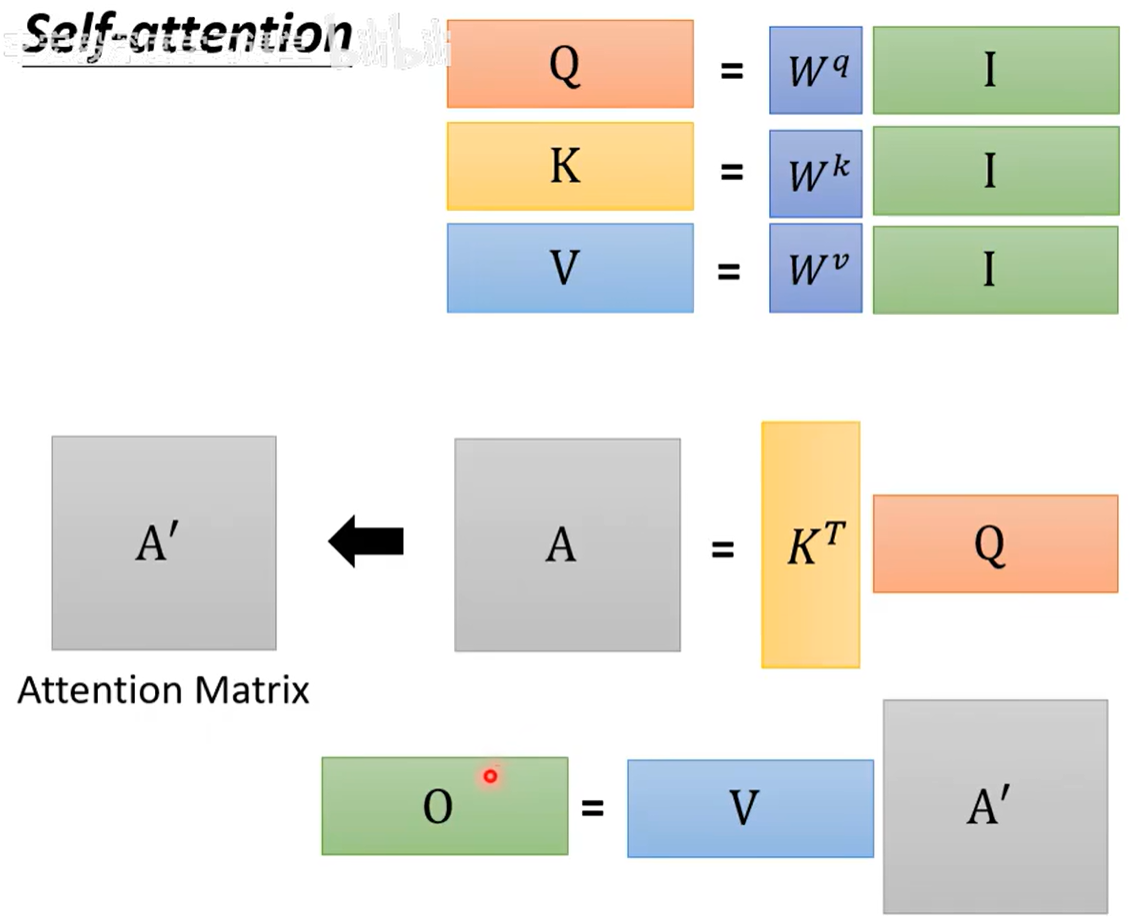 Self-attention
Q = W^q I
K = W^k I
V = W^v I
A′ A = K^T Q
Attention Matrix
O = V A′